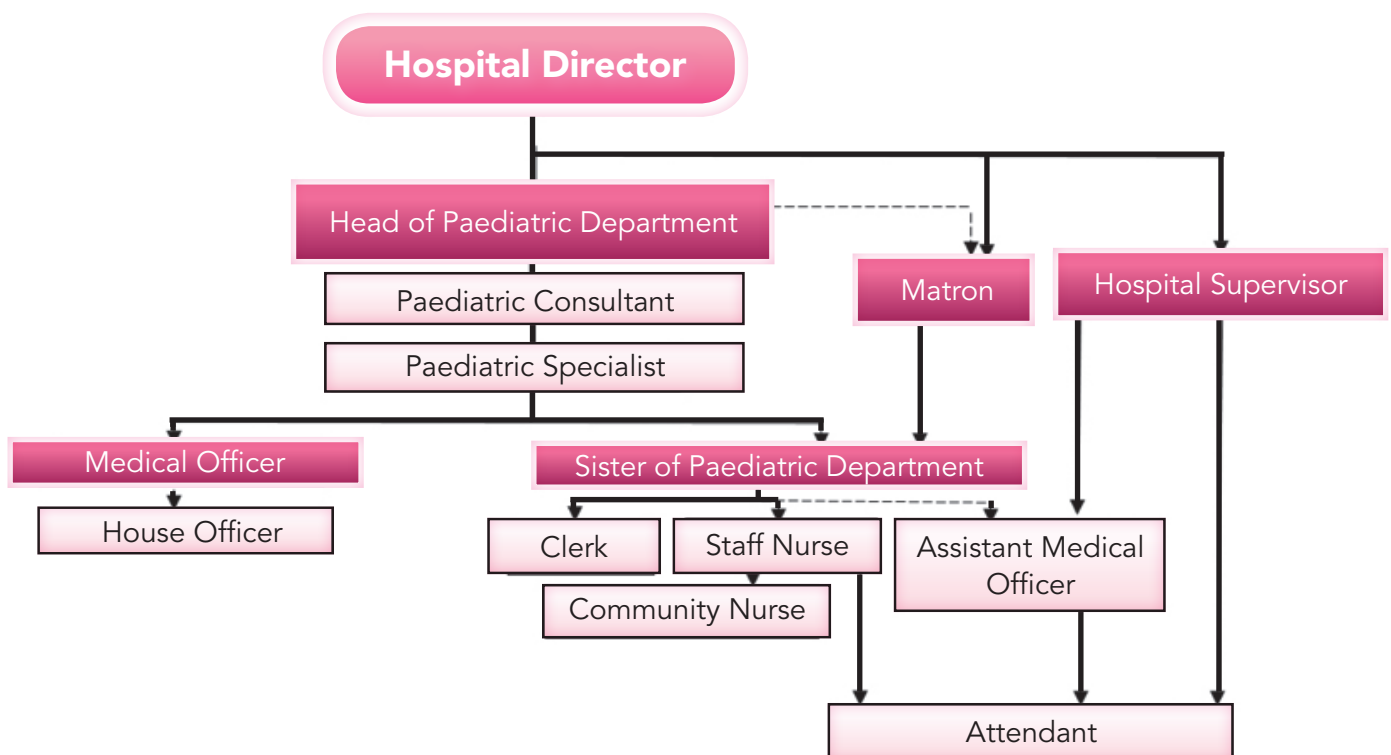 Hospital Director
Head of Paediatric Department
Matron
Hospital Supervisor
Paediatric Consultant
Paediatric Specialist
Medical Officer
Sister of Paediatric Department
House Officer
Clerk
Staff Nurse
Assistant Medical
Officer
Community Nurse
Attendant